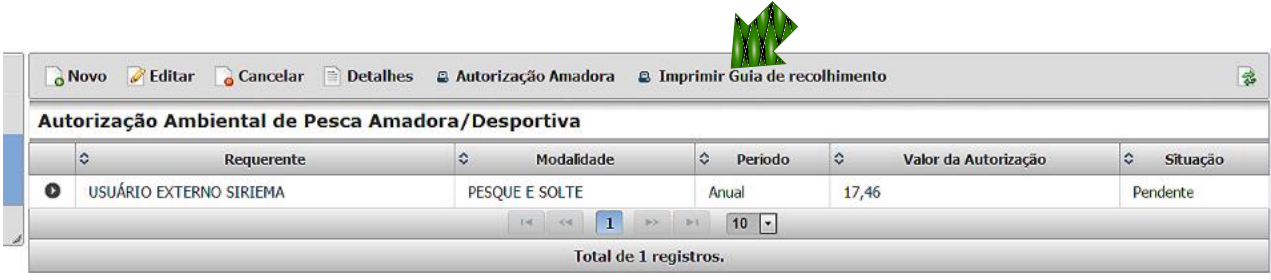 Novo Editar Cancelar Detalhes Autorização Amadora Imprimir Guia de recolhimento
Autorização Ambiental de Pesca Amadora/Desportiva
Requerente Modalidade Período Valor da Autorização Situação
USUÁRIO EXTERNO SIRIEMA PESQUE E SOLTE Anual 17,46 Pendente
1 10
Total de 1 registros.